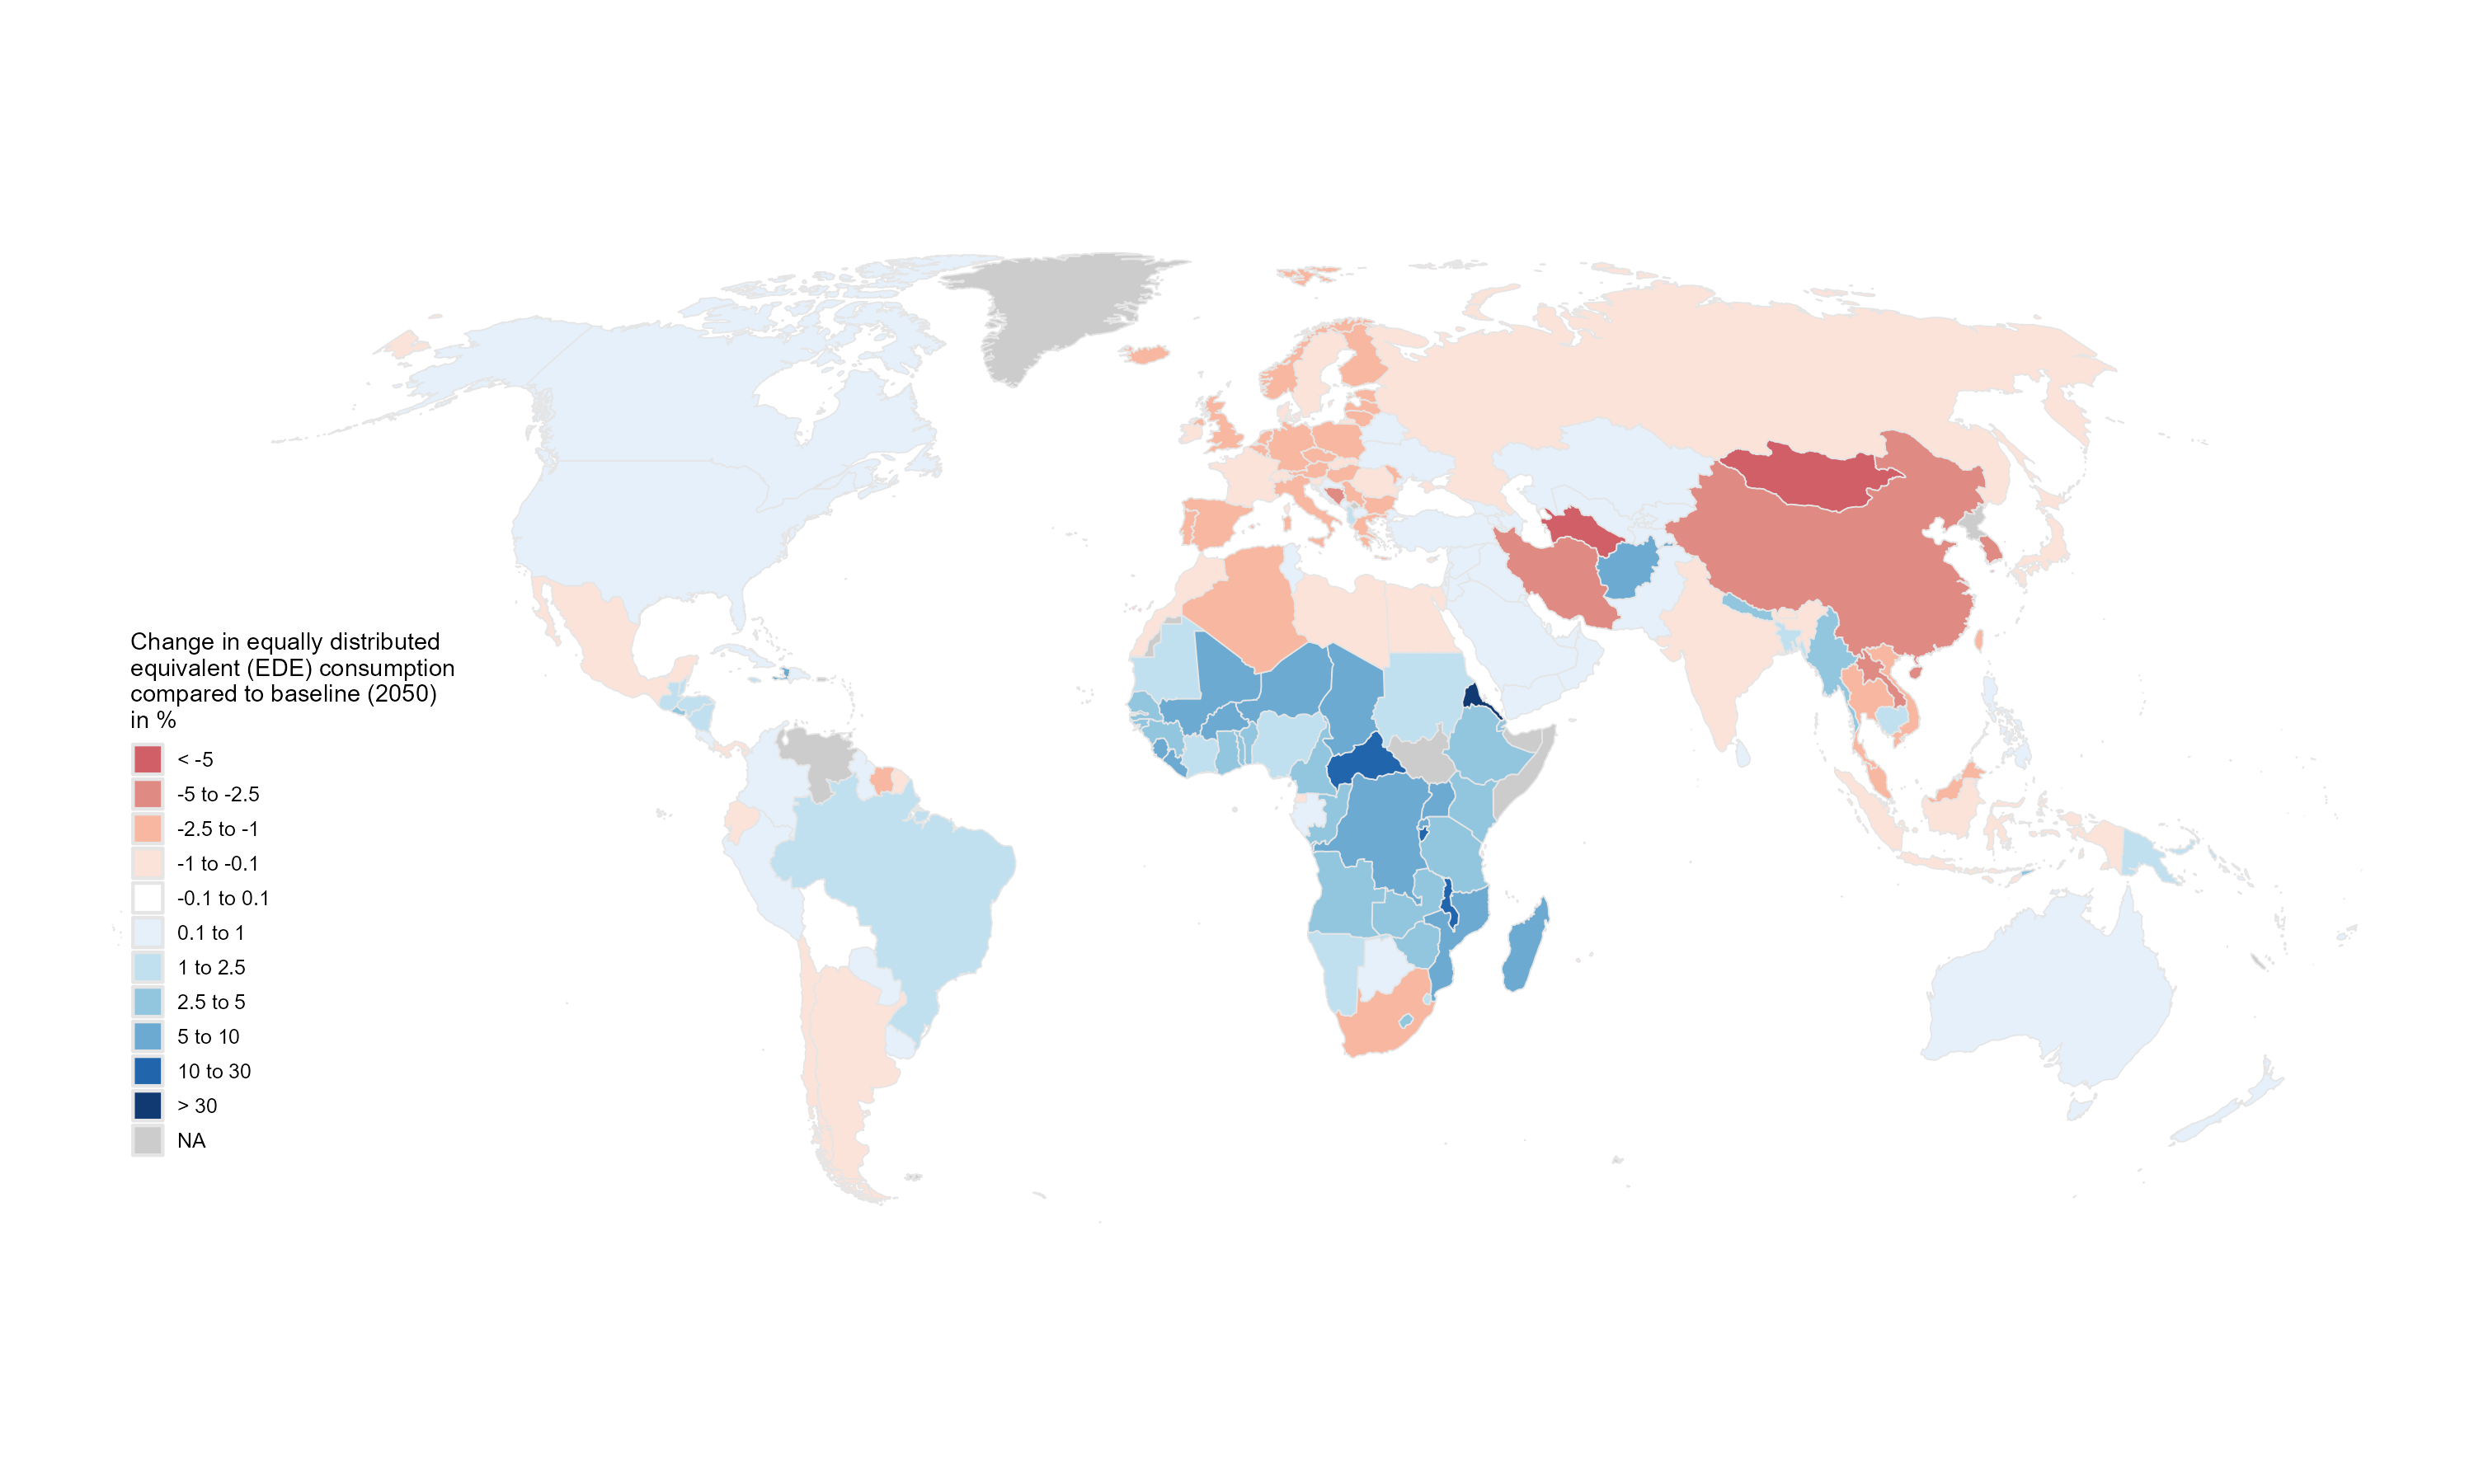 Change in equally distributed
equivalent (EDE) consumption
compared to baseline (2050)
in %
< -5
-5 to -2.5
-2.5 to -1
-1 to -0.1
-0.1 to 0.1
0.1 to 1
1 to 2.5
2.5 to 5
5 to 10
10 to 30
> 30
NA